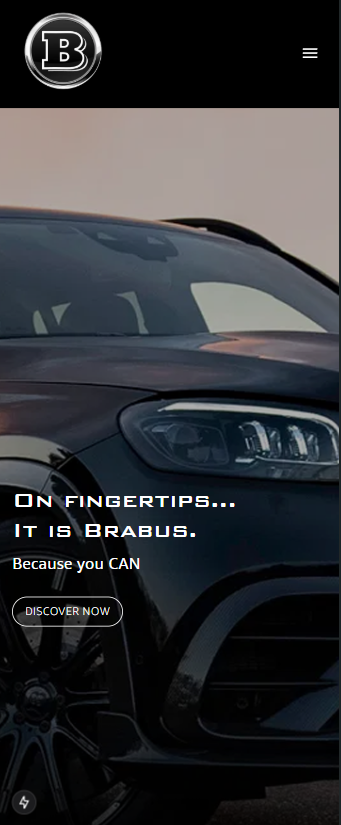 B
On fingertips...
It is Brabus.
Because you CAN
DISCOVER NOW